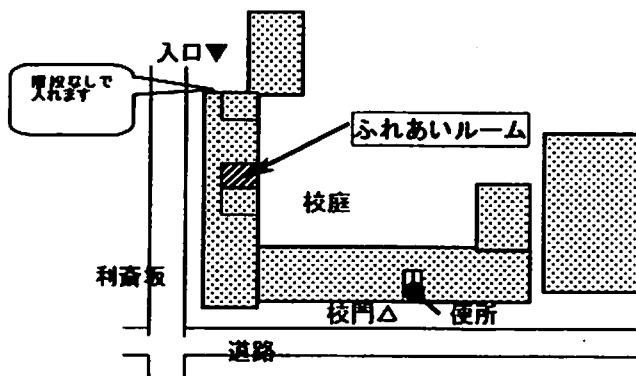 入口▼
階段なしで
入れます
ふれあいルーム
校庭
利斎坂
校門△
便所
道路